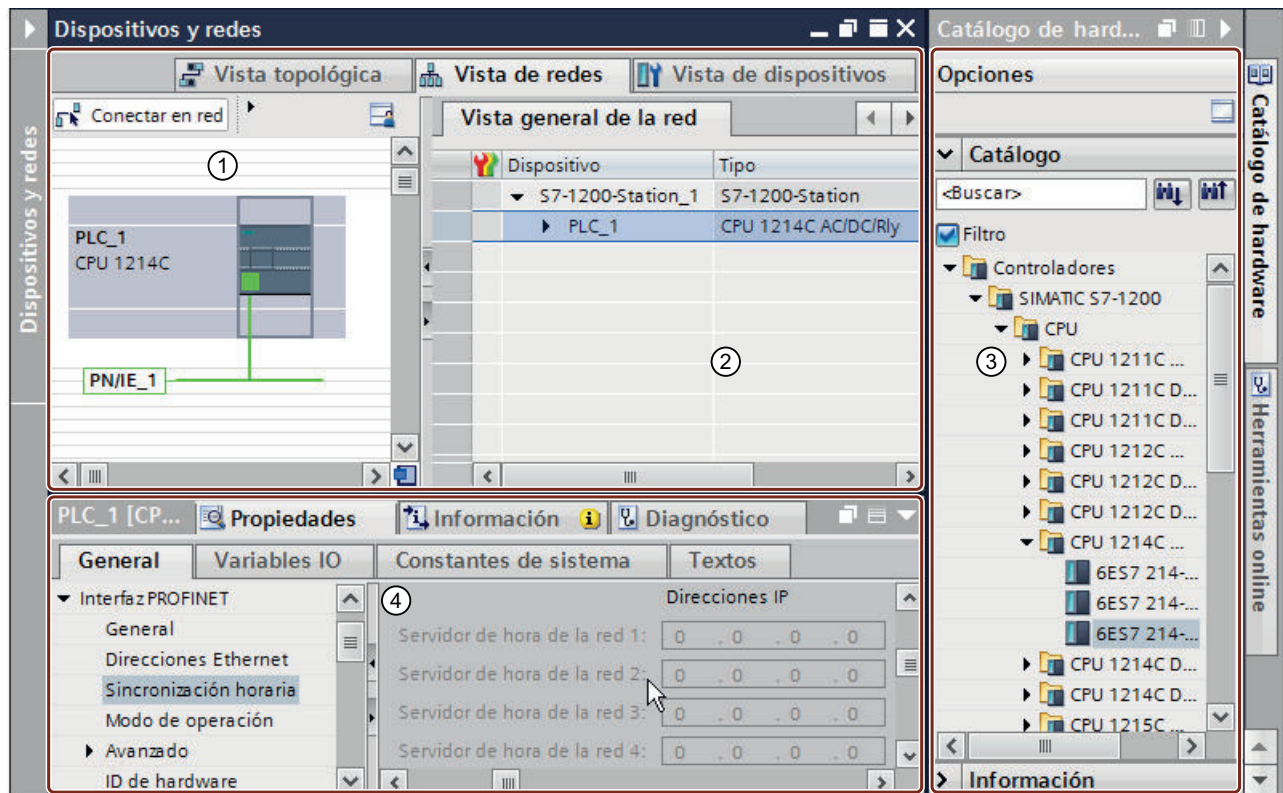 Dispositivos y redes
Catálogo de hard...
Dispositivos y redes
Vista topológica
Vista de redes
Vista de dispositivos
Conectar en red
1
PLC_1
CPU 1214C
PN/IE_1
Vista general de la red
Dispositivo Tipo
S7-1200-Station_1 S7-1200-Station
PLC_1 CPU 1214C AC/DC/Rly
2
Opciones
Catálogo
<Buscar>
Filtro
Controladores
SIMATIC S7-1200
CPU
3
CPU 1211C ...
CPU 1211C D...
CPU 1211C D...
CPU 1212C ...
CPU 1212C D...
CPU 1212C D...
CPU 1214C ...
6ES7 214-...
6ES7 214-...
6ES7 214-...
CPU 1214C D...
CPU 1214C D...
CPU 1215C ...
Información
Catálogo de hardware
Herramientas online
PLC_1 [CP...
Propiedades
Información
Diagnóstico
General
Variables IO
Constantes de sistema
Textos
Interfaz PROFINET
General
Direcciones Ethernet
Sincronización horaria
Modo de operación
Avanzado
ID de hardware
4
Direcciones IP
Servidor de hora de la red 1: 0 . 0 . 0 . 0
Servidor de hora de la red 2: 0 . 0 . 0 . 0
Servidor de hora de la red 3: 0 . 0 . 0 . 0
Servidor de hora de la red 4: 0 . 0 . 0 . 0